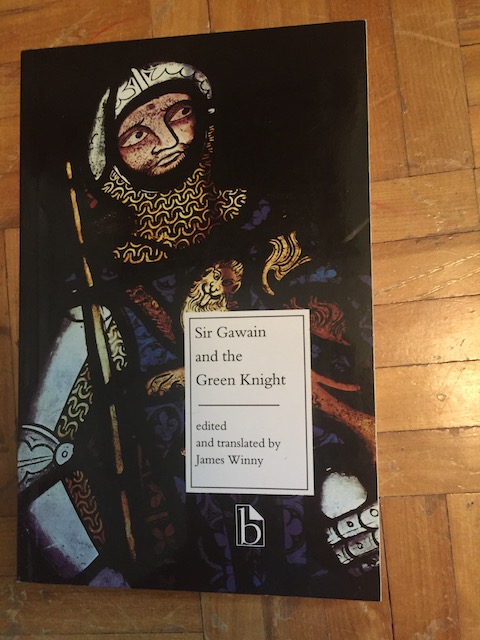 Sir Gawain
and the
Green Knight
edited
and translated by
James Winny
b